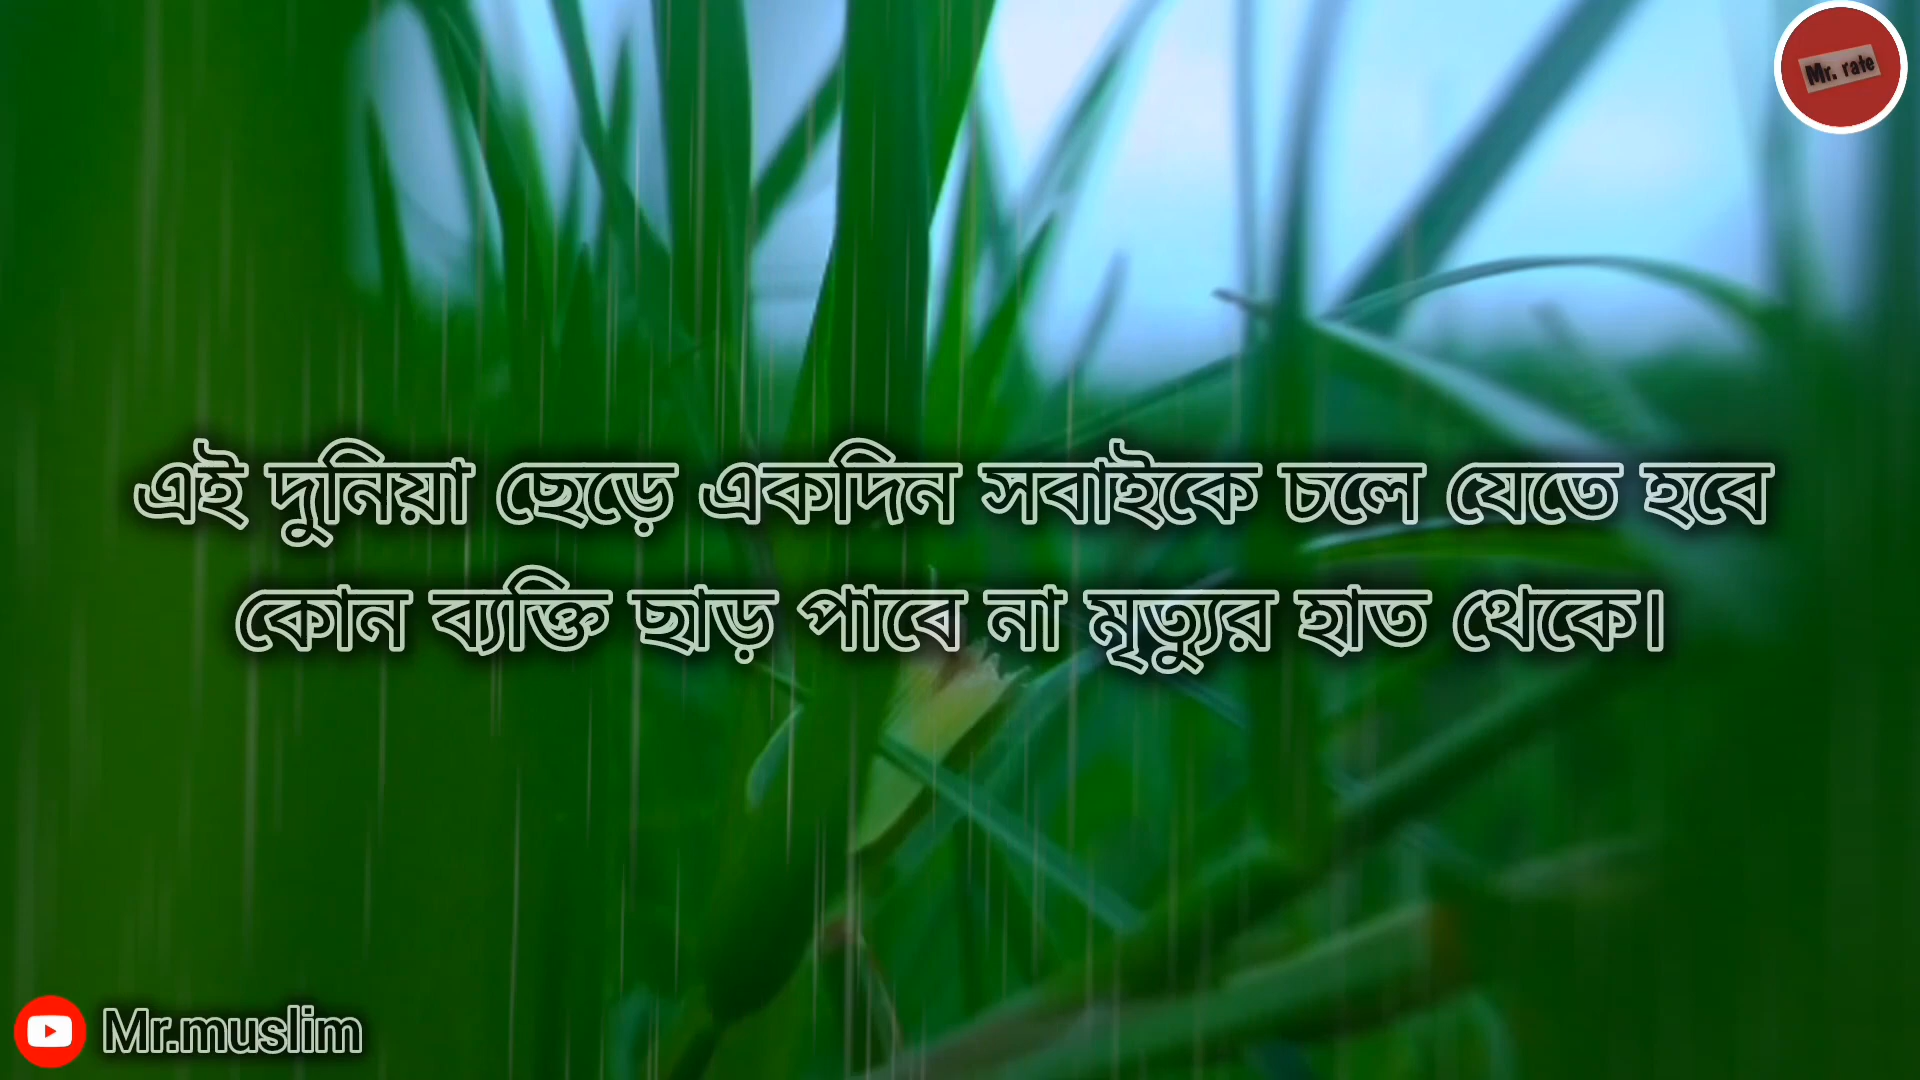 Mr. rate
এই দুনিয়া ছেড়ে একদিন সবাইকে চলে যেতে হবে
কোন ব্যক্তি ছাড় পাবে না মৃত্যুর হাত থেকে।
Mr.muslim